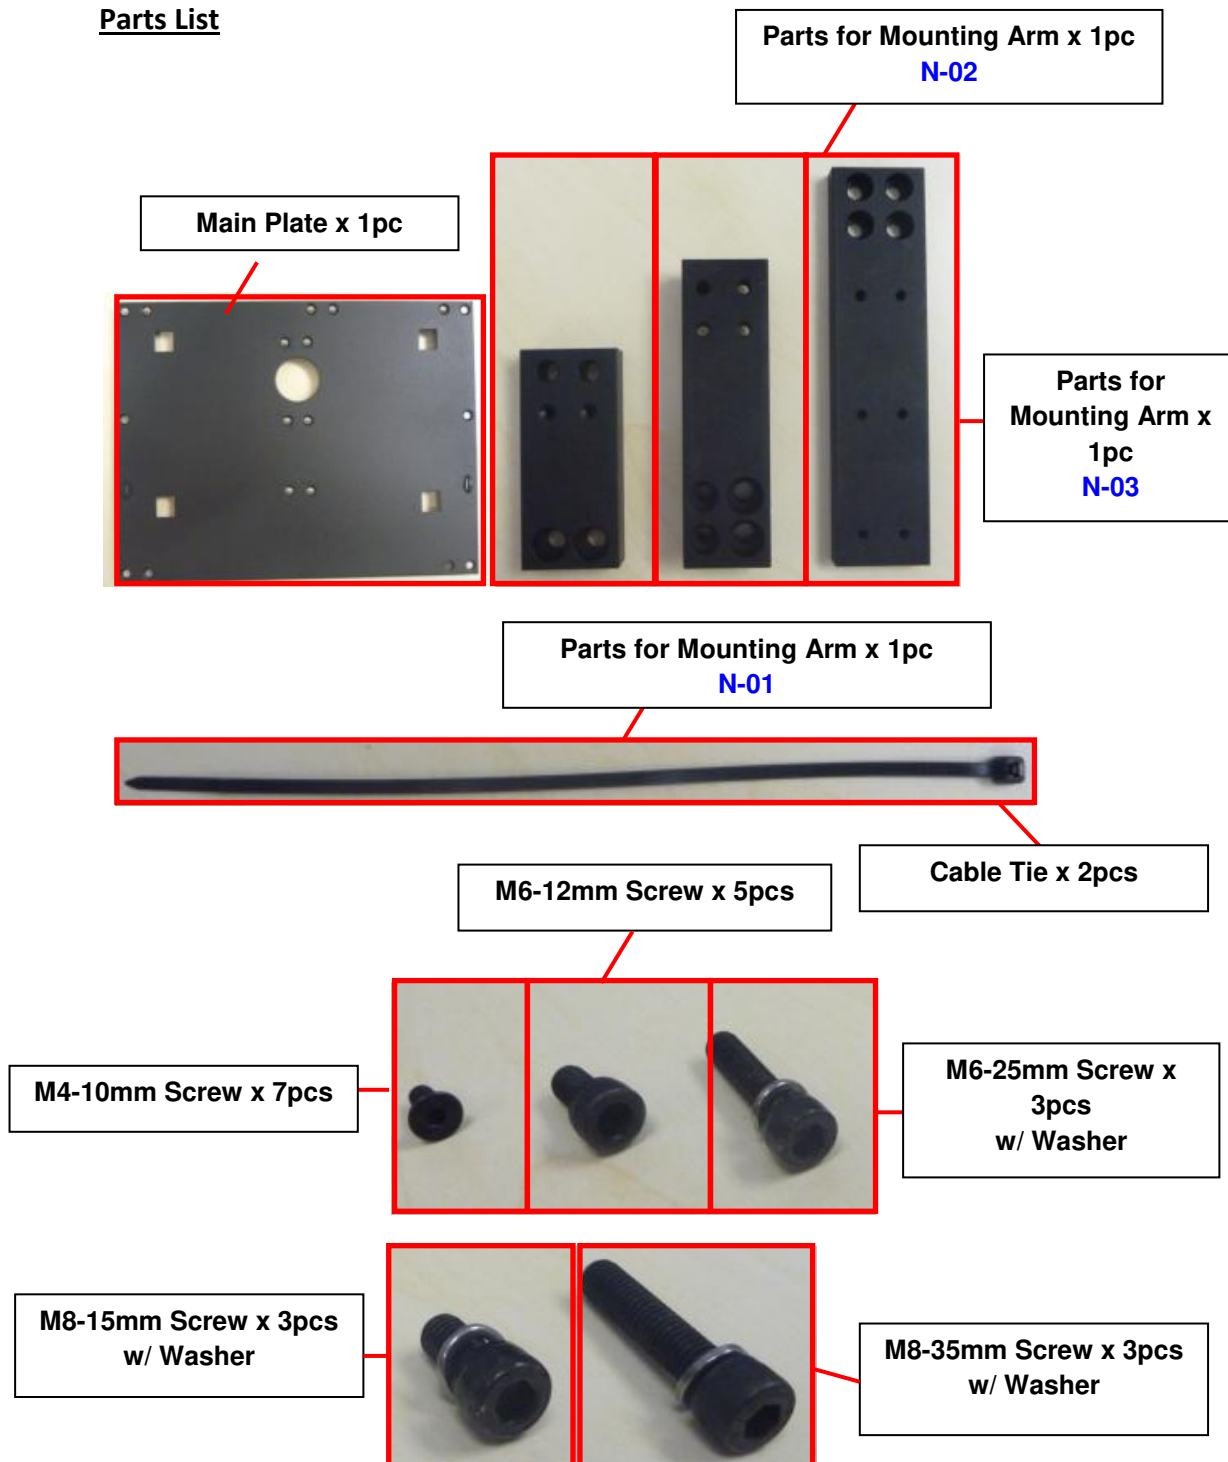 Parts List
Parts for Mounting Arm x 1pc
N-02
Main Plate x 1pc
Parts for
Mounting Arm x
1pc
N-03
Parts for Mounting Arm x 1pc
N-01
Cable Tie x 2pcs
M6-12mm Screw x 5pcs
M4-10mm Screw x 7pcs
M6-25mm Screw x
3pcs
w/ Washer
M8-15mm Screw x 3pcs
w/ Washer
M8-35mm Screw x 3pcs
w/ Washer